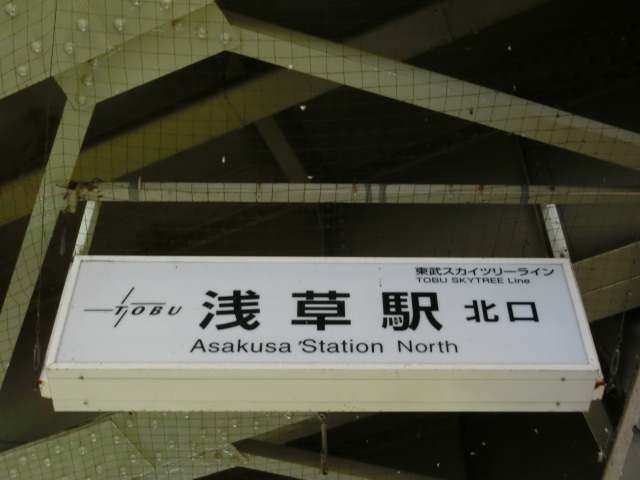 東武スカイツリーライン
TOBU SKYTREE Line
TOBU 浅草駅 北口
Asakusa Station North